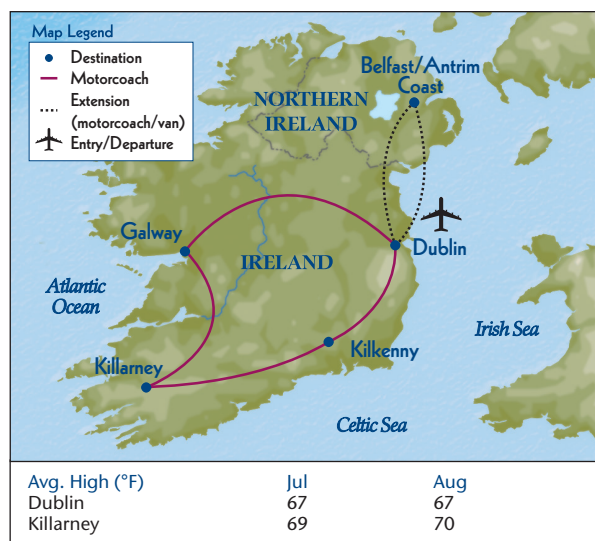 Map Legend
Destination
Motorcoach
Extension
(motorcoach/van)
Entry/Departure
Belfast/Antrim
Coast
NORTHERN
IRELAND
Galway
Dublin
IRELAND
Atlantic
Ocean
Irish Sea
Kilkenny
Killarney
Celtic Sea
Avg. High (°F) Jul Aug
Dublin 67 67
Killarney 69 70